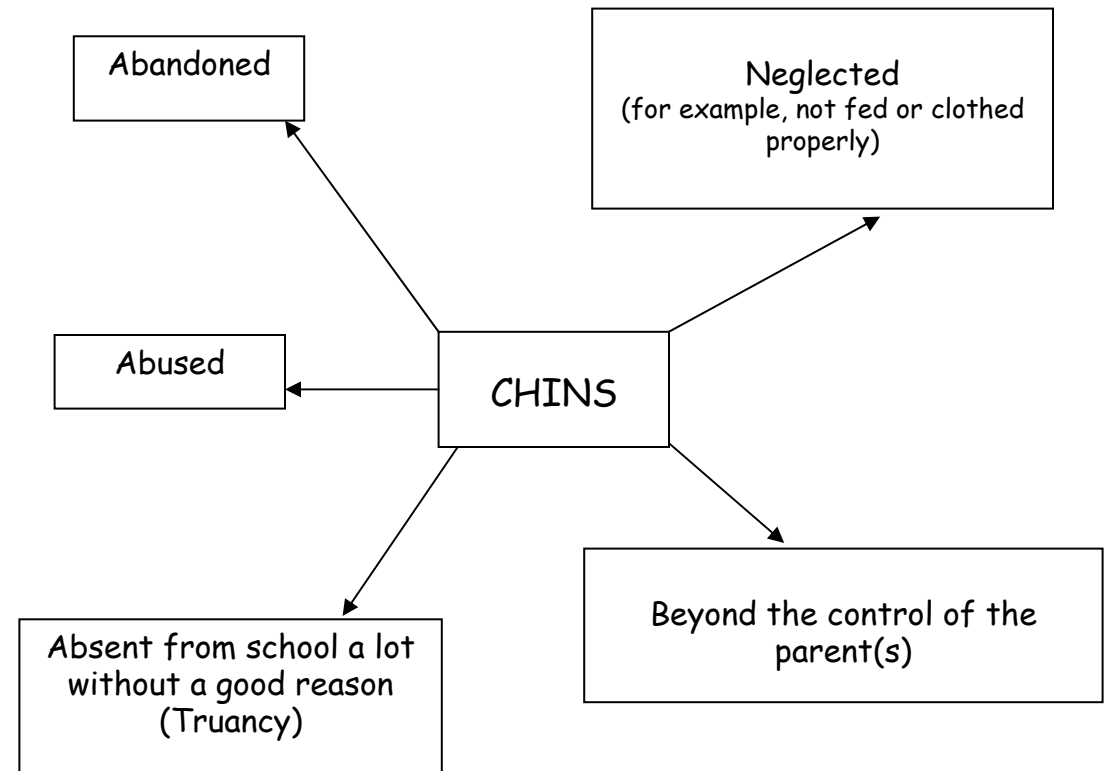 Abandoned
Neglected
(for example, not fed or clothed
properly)
Abused
CHINS
Absent from school a lot
without a good reason
(Truancy)
Beyond the control of the
parent(s)